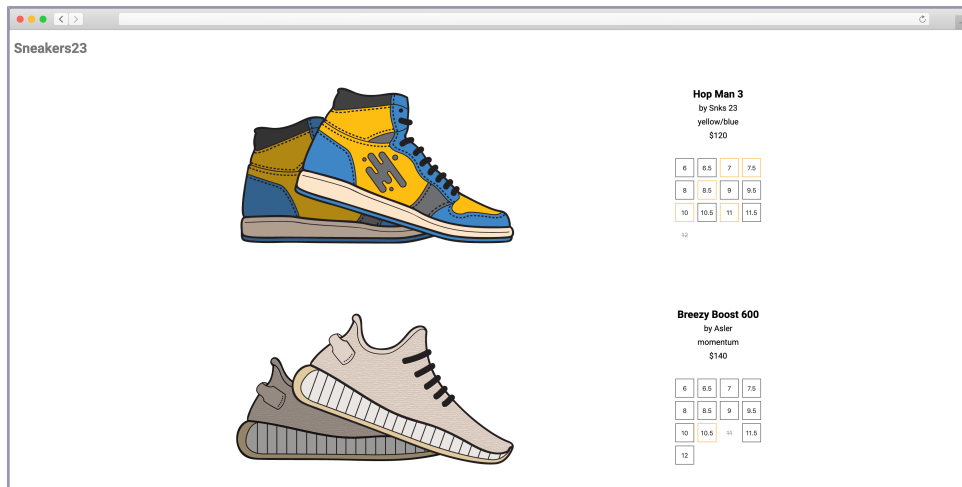 Sneakers23
Hop Man 3
by Snks 23
yellow/blue
$120
6 6.5 7 7.5
8 8.5 9 9.5
10 10.5 11 11.5
12
Breezy Boost 600
by Asler
momentum
$140
6 6.5 7 7.5
8 8.5 9 9.5
10 10.5 11 11.5
12